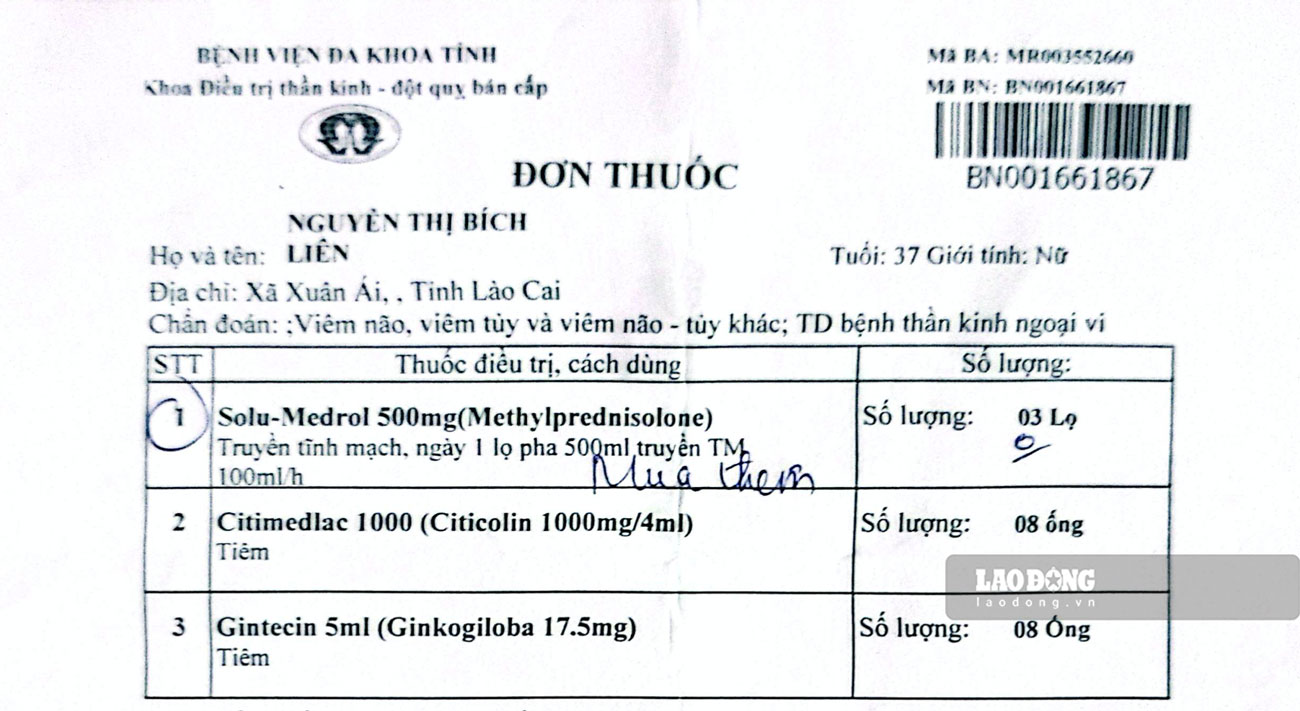 BỆNH VIỆN ĐA KHOA TỈNH
Khoa Điều trị thần kinh - đột quỵ bán cấp
Mã BA: MR003552660
Mã BN: BN001661867
BN001661867
ĐƠN THUỐC
NGUYỄN THỊ BÍCH
Họ và tên: LIÊN
Tuổi: 37 Giới tính: Nữ
Địa chỉ: Xã Xuân Ái, , Tỉnh Lào Cai
Chẩn đoán: ;Viêm não, viêm tủy và viêm não - tủy khác; TD bệnh thần kinh ngoại vi
STT Thuốc điều trị, cách dùng Số lượng:
1 Solu-Medrol 500mg(Methylprednisolone) Số lượng: 03 Lọ
Truyền tĩnh mạch, ngày 1 lọ pha 500ml truyền TM
100ml/h
Mua thêm
2 Citimedlac 1000 (Citicolin 1000mg/4ml) Số lượng: 08 ống
Tiêm
LAO ĐỘNG
laodong.vn
3 Gintecin 5ml (Ginkogiloba 17.5mg) Số lượng: 08 Ống
Tiêm